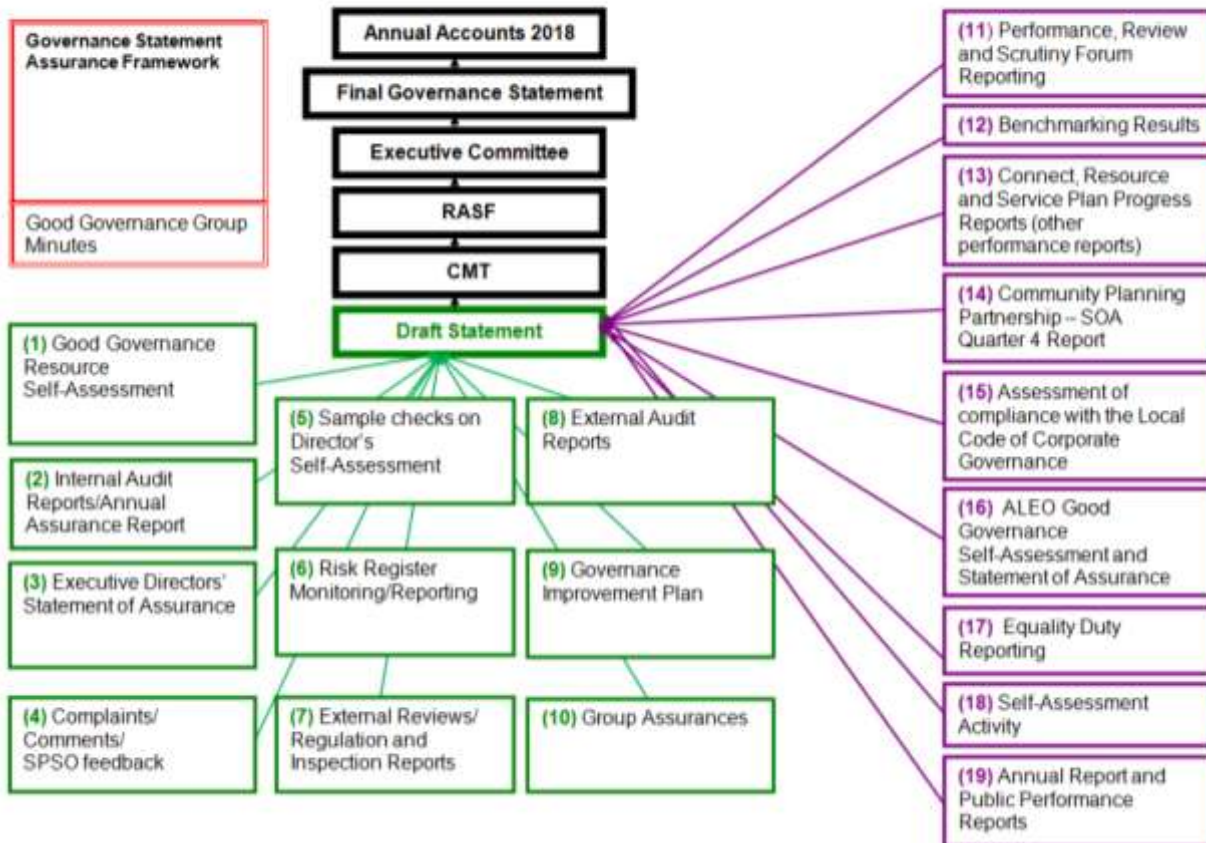 Governance Statement
Assurance Framework
Good Governance Group
Minutes
Annual Accounts 2018
Final Governance Statement
Executive Committee
RASF
CMT
Draft Statement
(1) Good Governance
Resource
Self-Assessment
(2) Internal Audit
Reports/Annual
Assurance Report
(3) Executive Directors'
Statement of Assurance
(4) Complaints/
Comments/
SPSO feedback
(5) Sample checks on
Director's
Self-Assessment
(6) Risk Register
Monitoring/Reporting
(7) External Reviews/
Regulation and
Inspection Reports
(8) External Audit
Reports
(9) Governance
Improvement Plan
(10) Group Assurances
(11) Performance, Review
and Scrutiny Forum
Reporting
(12) Benchmarking Results
(13) Connect, Resource
and Service Plan Progress
Reports (other
performance reports)
(14) Community Planning
Partnership – SOA
Quarter 4 Report
(15) Assessment of
compliance with the Local
Code of Corporate
Governance
(16) ALEO Good
Governance
Self-Assessment and
Statement of Assurance
(17) Equality Duty
Reporting
(18) Self-Assessment
Activity
(19) Annual Report and
Public Performance
Reports